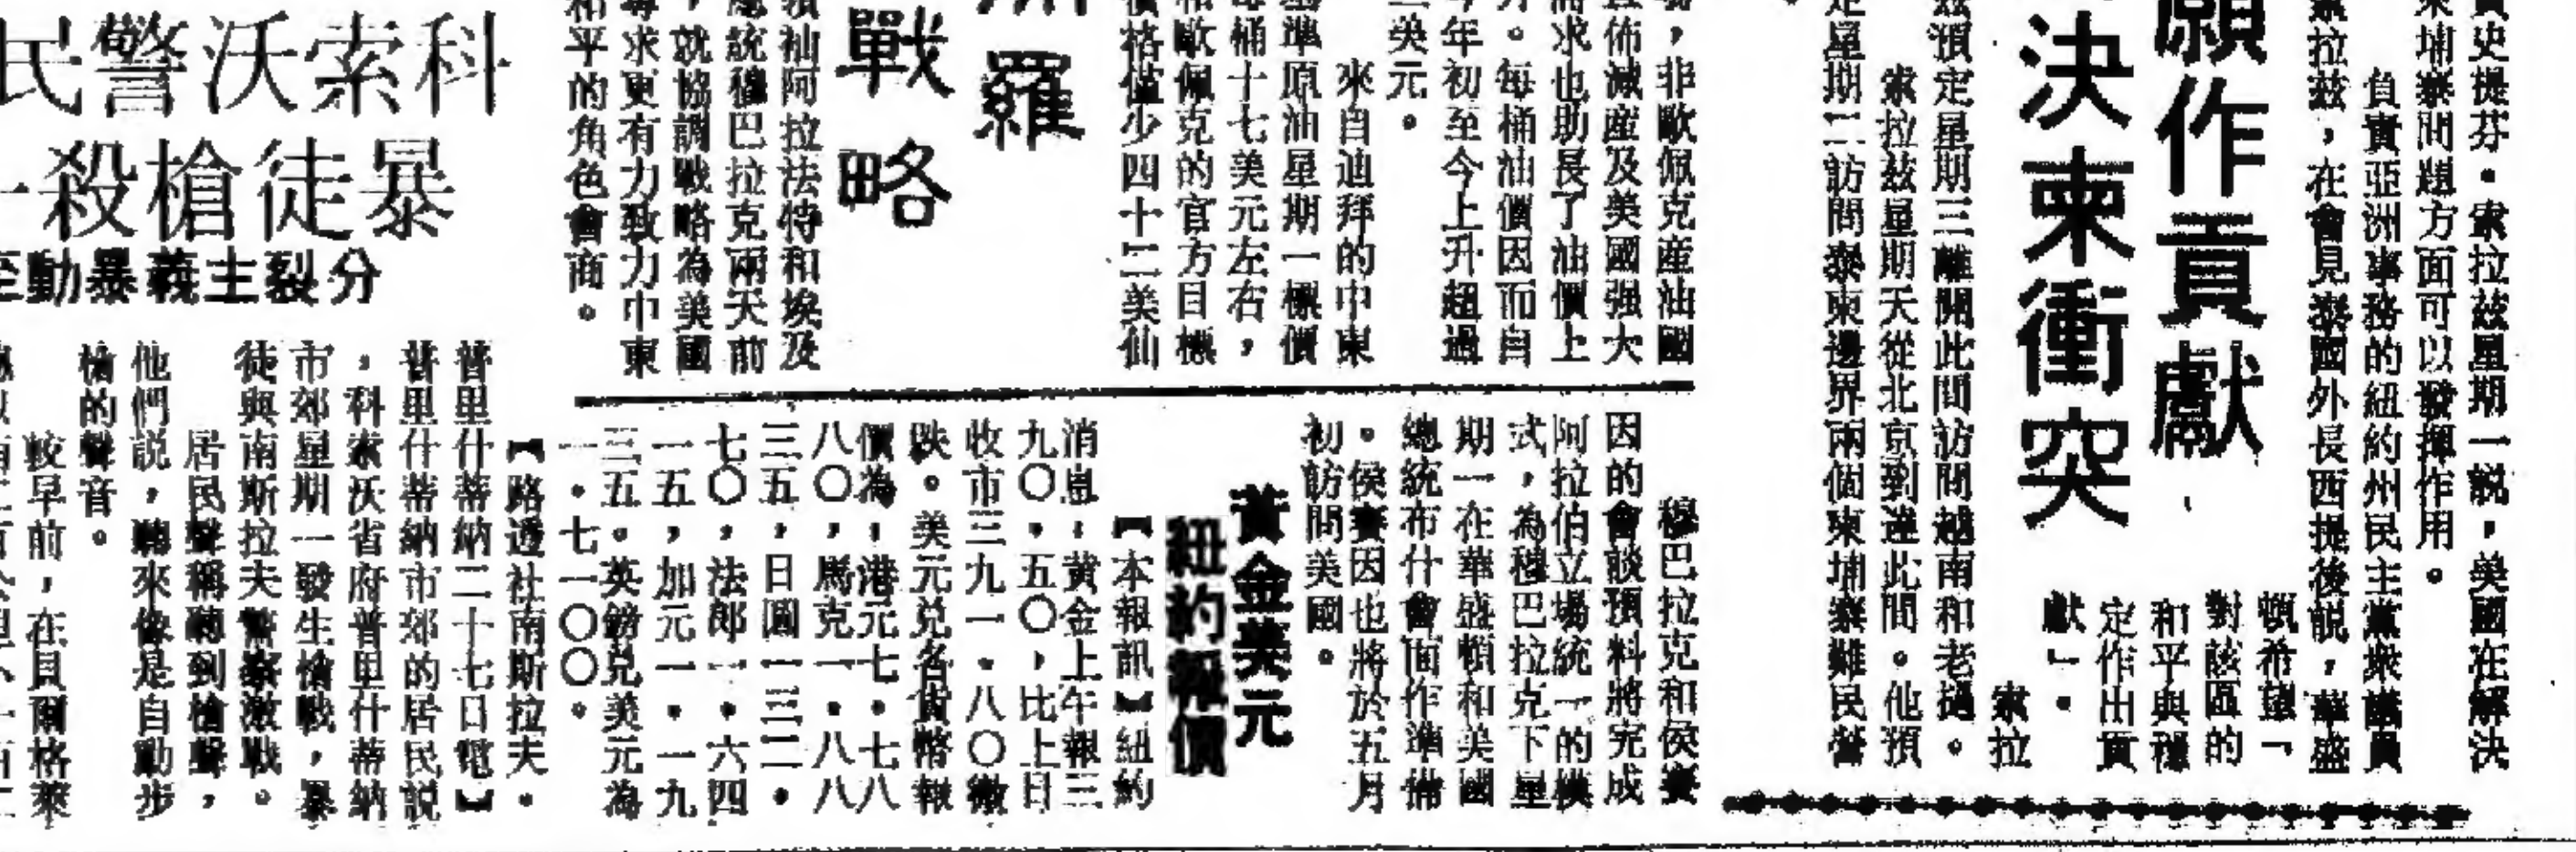 願作貢獻
決柬衝突
史提芬・索拉茲星期一說，美國在解決
柬埔寨問題方面可以發揮作用。
負責亞洲事務的紐約州民主黨衆議員
索拉茲，在會見泰國外長西提後說，華盛
頓希望「
對該區的
和平與穩
定作出貢
獻」。
索拉
茲預定星期三離開此間訪問越南和老撾。
索拉茲星期天從北京到達此間。他預
定星期二訪問泰柬邊界兩個柬埔寨難民營
，非歐佩克產油國
佈減產及美國强大
求也助長了油價上
升。每桶油價因而自
今年初至今上升超過
二美元。
來自迪拜的中東
基準原油星期一標價
每桶十七美元左右，
和歐佩克的官方目標
價格僅少四十二美仙
羅
戰略
領袖阿拉法特和埃及
總統穆巴拉克兩天前
，就協調戰略為美國
尋求更有力致力中東
和平的角色會商。
穆巴拉克和侯賽
因的會談預料將完成
阿拉伯立場統一的模
式，為穆巴拉克下星
期一在華盛頓和美國
總統布什會面作準備
。侯賽因也將於五月
初訪問美國。
黃金美元
紐約報價
【本報訊】紐約
消息：黃金上午報三
九〇・五〇，比上日
收市三九一・八〇微
跌。美元兌各貨幣報
價為：港元七・七八
八〇，馬克一・八八
三五，日圓一三二・
七〇，法郎一・六四
一五，加元一・一九
三五。英鎊兌美元為
一・七一〇〇。
科索沃警民
暴徒槍殺一
分裂主義暴動至
【路透社南斯拉夫・
普里什蒂納二十七日電】
普里什蒂納市郊的居民説
，科索沃省府普里什蒂納
市郊星期一發生槍戰，暴
徒與南斯拉夫警察激戰。
居民聲稱聽到槍聲，
他們説，聽來像是自動步
槍的聲音。
較早前，在貝爾格萊